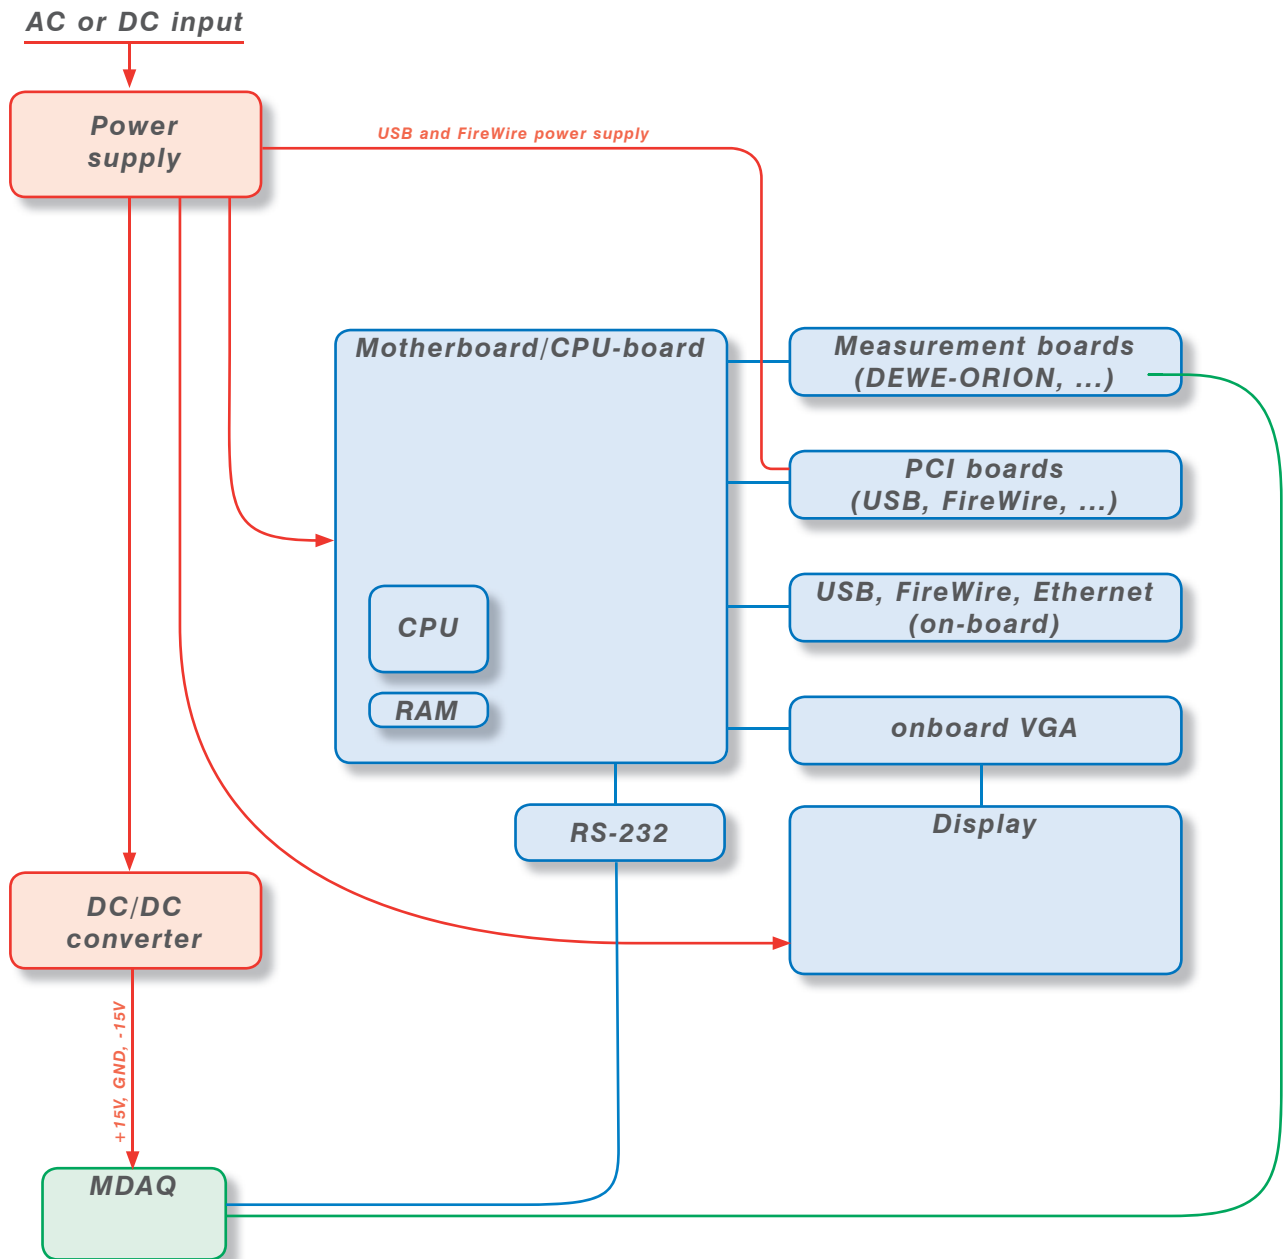 AC or DC input
Power
supply
USB and FireWire power supply
Motherboard/CPU-board
Measurement boards
(DEWE-ORION, ...)
PCI boards
(USB, FireWire, ...)
USB, FireWire, Ethernet
(on-board)
CPU
RAM
onboard VGA
RS-232
Display
DC/DC
converter
+15V, GND, -15V
MDAQ